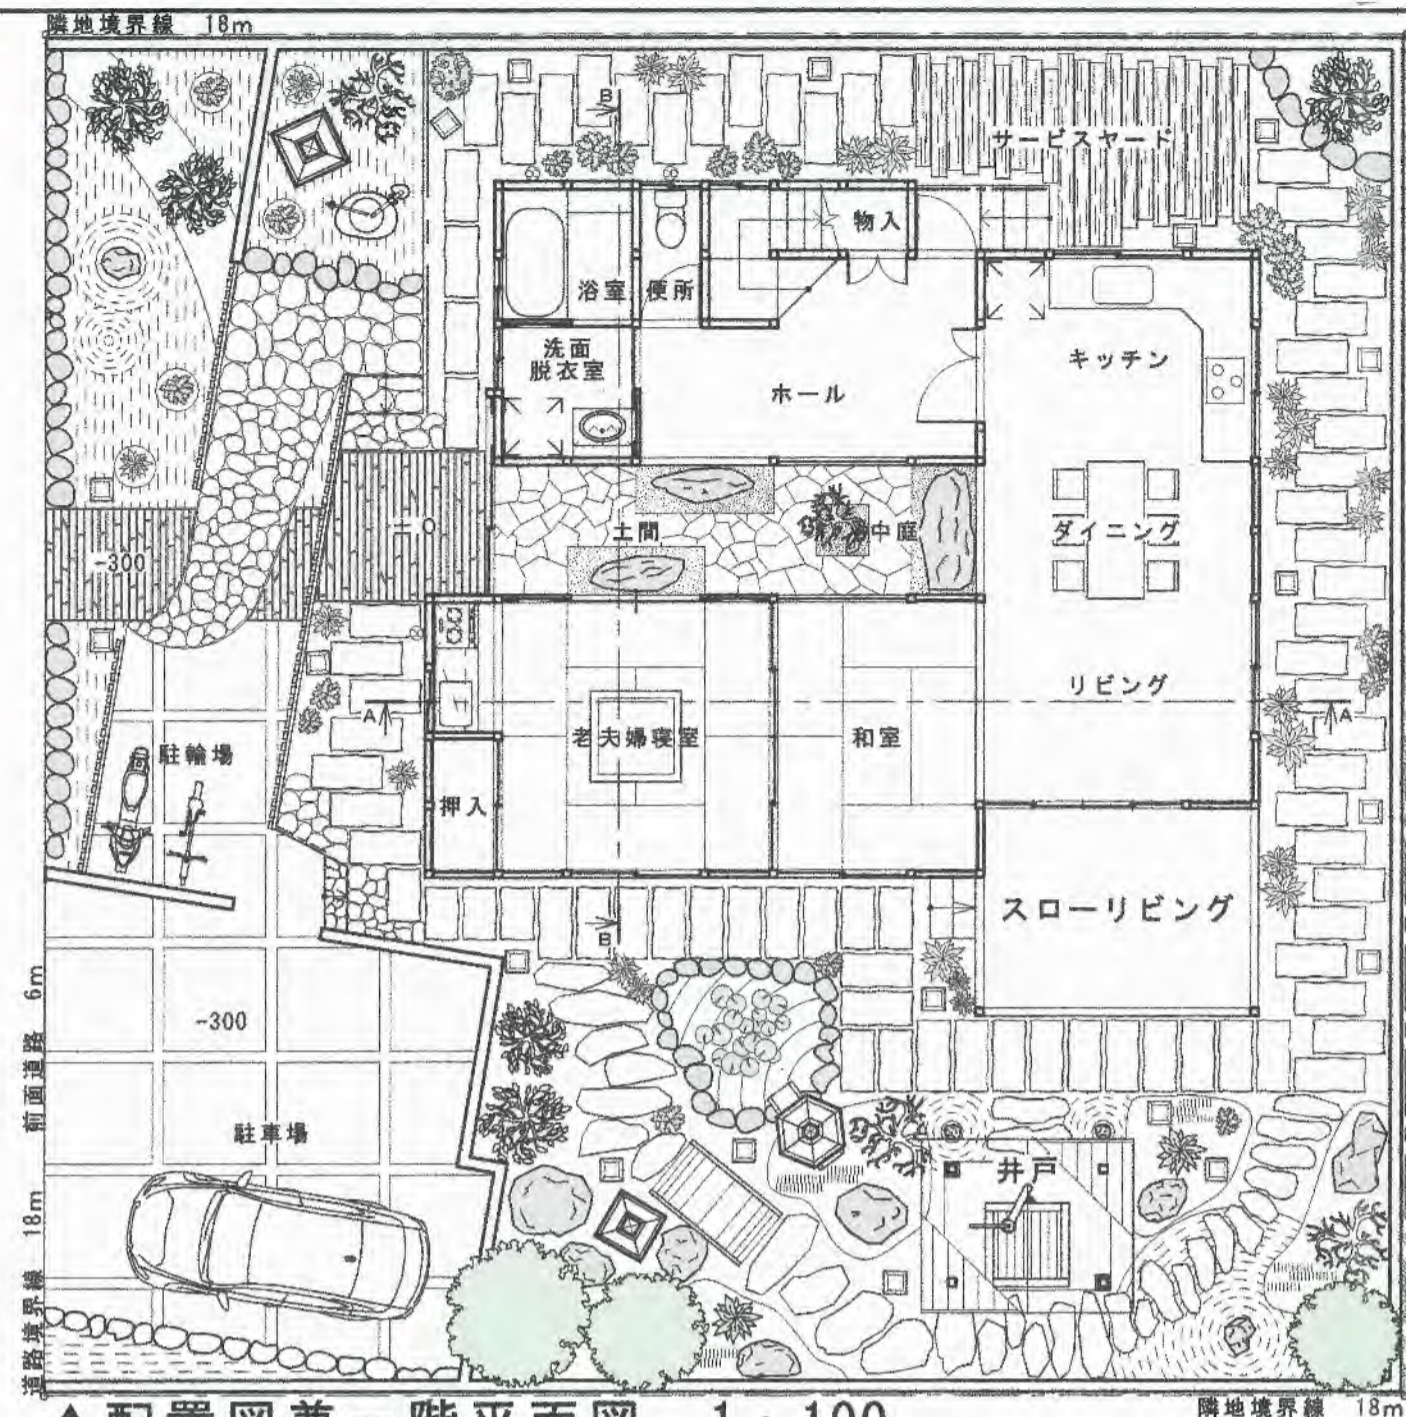 隣地境界線 18m
B
サービスヤード
物入
浴室
便所
洗面
脱衣室
キッチン
ホール
±0
土間
中庭
ダイニング
-300
リビング
A
A
駐輪場
老夫婦寝室
和室
押入
スローリビング
B
前面道路 6m
-300
駐車場
井戸
道路境界線 18m
隣地境界線 18m